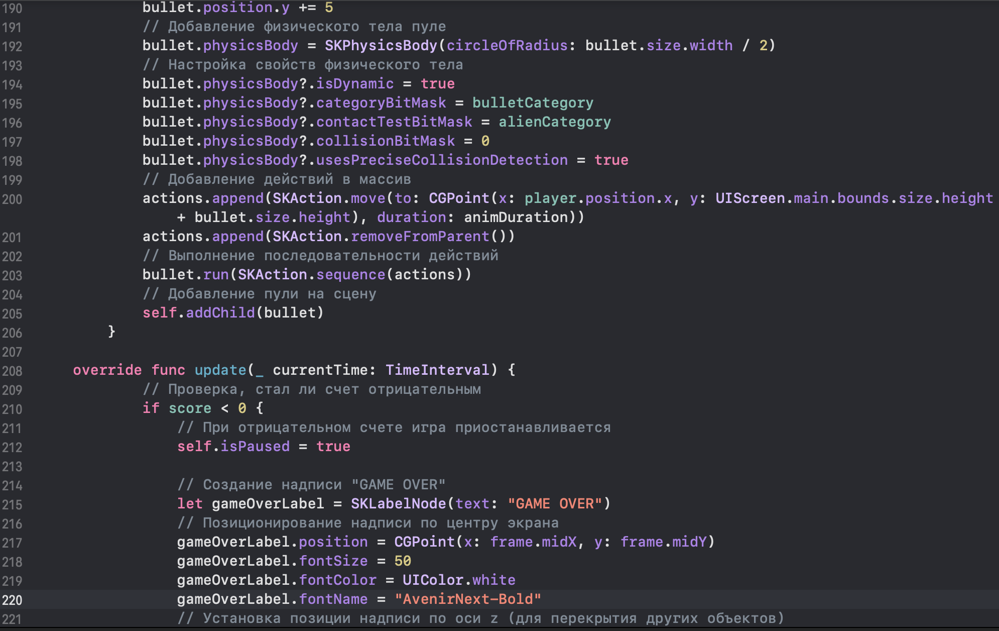 190 bullet.position.y += 5
191 // Добавление физического тела пуле
192 bullet.physicsBody = SKPhysicsBody(circleOfRadius: bullet.size.width / 2)
193 // Настройка свойств физического тела
194 bullet.physicsBody?.isDynamic = true
195 bullet.physicsBody?.categoryBitMask = bulletCategory
196 bullet.physicsBody?.contactTestBitMask = alienCategory
197 bullet.physicsBody?.collisionBitMask = 0
198 bullet.physicsBody?.usesPreciseCollisionDetection = true
199 // Добавление действий в массив
200 actions.append(SKAction.move(to: CGPoint(x: player.position.x, y: UIScreen.main.bounds.size.height
+ bullet.size.height), duration: animDuration))
201 actions.append(SKAction.removeFromParent())
202 // Выполнение последовательности действий
203 bullet.run(SKAction.sequence(actions))
204 // Добавление пули на сцену
205 self.addChild(bullet)
206 }
207
208 override func update(_ currentTime: TimeInterval) {
209 // Проверка, стал ли счет отрицательным
210 if score < 0 {
211 // При отрицательном счете игра приостанавливается
212 self.isPaused = true
213
214 // Создание надписи "GAME OVER"
215 let gameOverLabel = SKLabelNode(text: "GAME OVER")
216 // Позиционирование надписи по центру экрана
217 gameOverLabel.position = CGPoint(x: frame.midX, y: frame.midY)
218 gameOverLabel.fontSize = 50
219 gameOverLabel.fontColor = UIColor.white
220 gameOverLabel.fontName = "AvenirNext-Bold"
221 // Установка позиции надписи по оси z (для перекрытия других объектов)